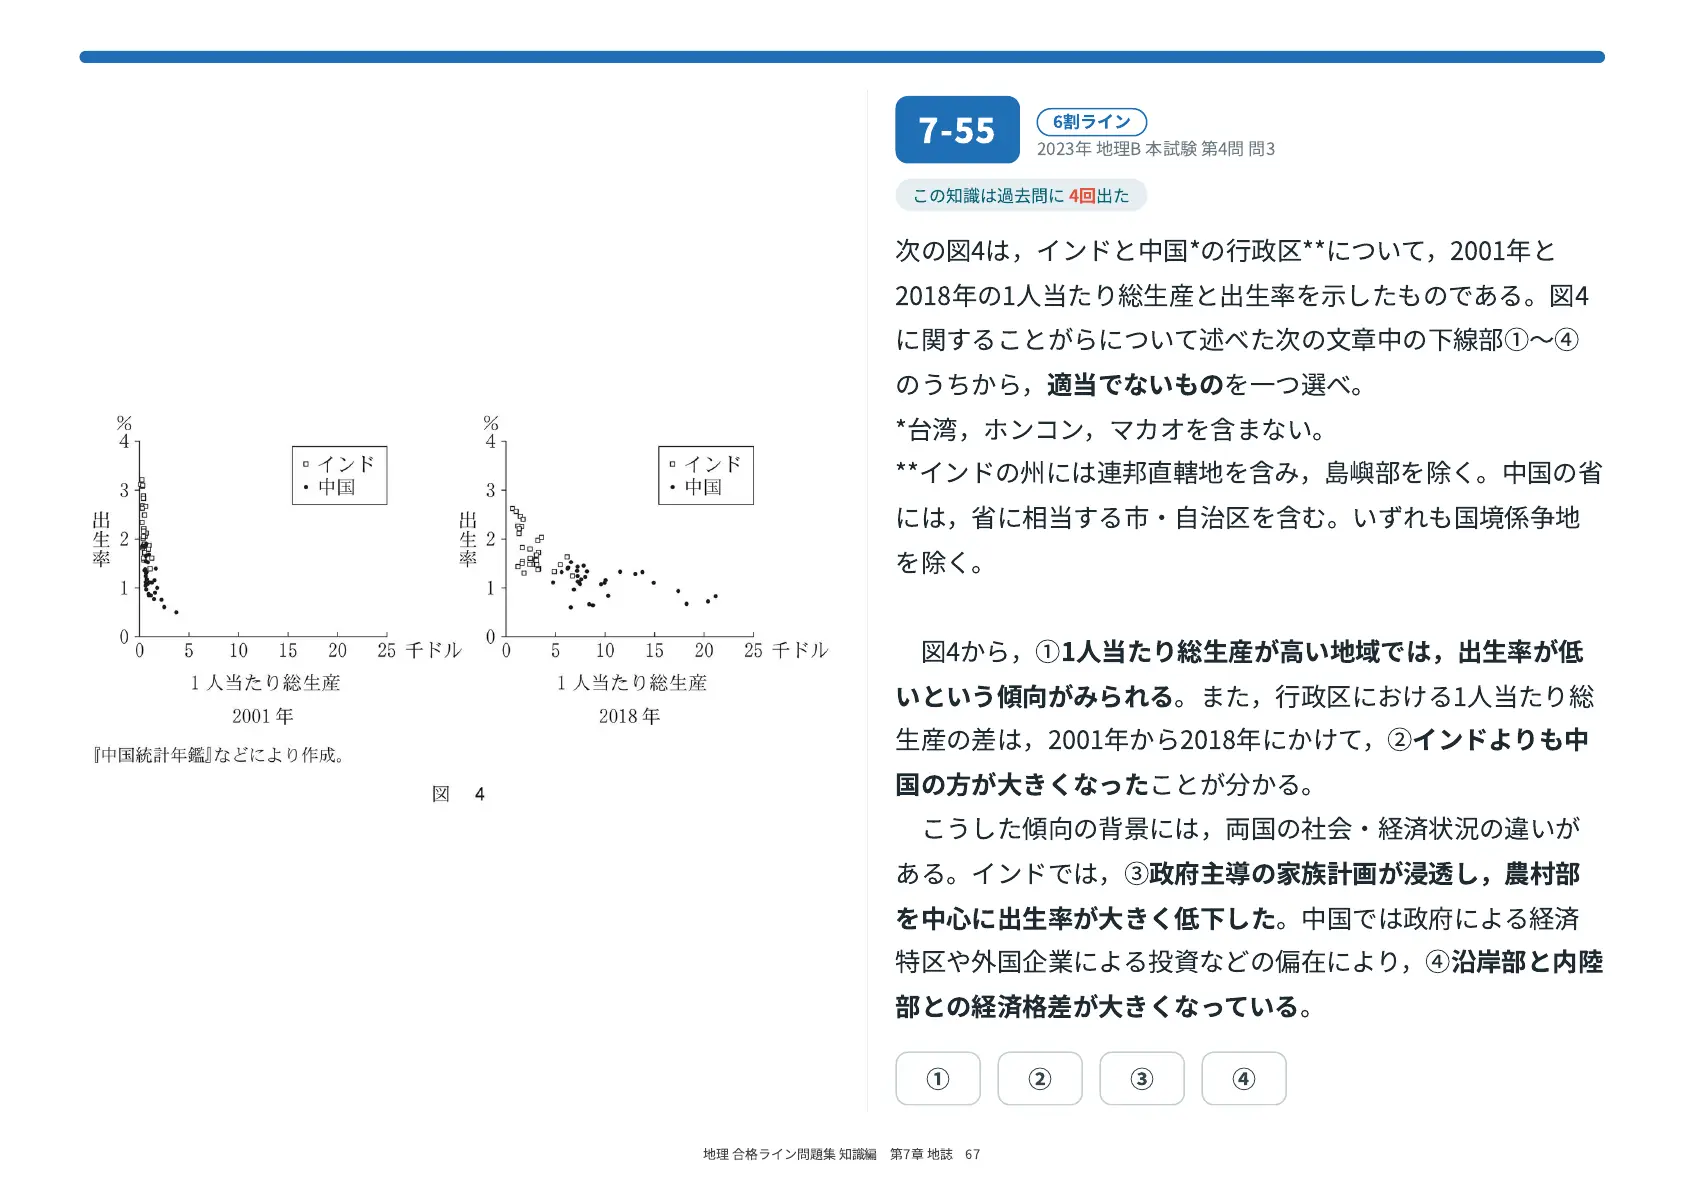 7-55
6割ライン
2023年 地理B 本試験 第4問 問3
この知識は過去問に 4回出た
次の図4は，インドと中国*の行政区**について，2001年と
2018年の1人当たり総生産と出生率を示したものである。図4
に関することがらについて述べた次の文章中の下線部①～④
のうちから，適当でないものを一つ選べ。
*台湾，ホンコン，マカオを含まない。
**インドの州には連邦直轄地を含み，島嶼部を除く。中国の省
には，省に相当する市・自治区を含む。いずれも国境係争地
を除く。
図4から，①1人当たり総生産が高い地域では，出生率が低
いという傾向がみられる。また，行政区における1人当たり総
生産の差は，2001年から2018年にかけて，②インドよりも中
国の方が大きくなったことが分かる。
こうした傾向の背景には，両国の社会・経済状況の違いが
ある。インドでは，③政府主導の家族計画が浸透し，農村部
を中心に出生率が大きく低下した。中国では政府による経済
特区や外国企業による投資などの偏在により，④沿岸部と内陸
部との経済格差が大きくなっている。
① ② ③ ④
%
4
3
2
1
0
出生率
インド
中国
0 5 10 15 20 25 千ドル
1人当たり総生産
2001年
%
4
3
2
1
0
出生率
インド
中国
0 5 10 15 20 25 千ドル
1人当たり総生産
2018年
『中国統計年鑑』などにより作成。
図 4
地理 合格ライン問題集 知識編 第7章 地誌 67